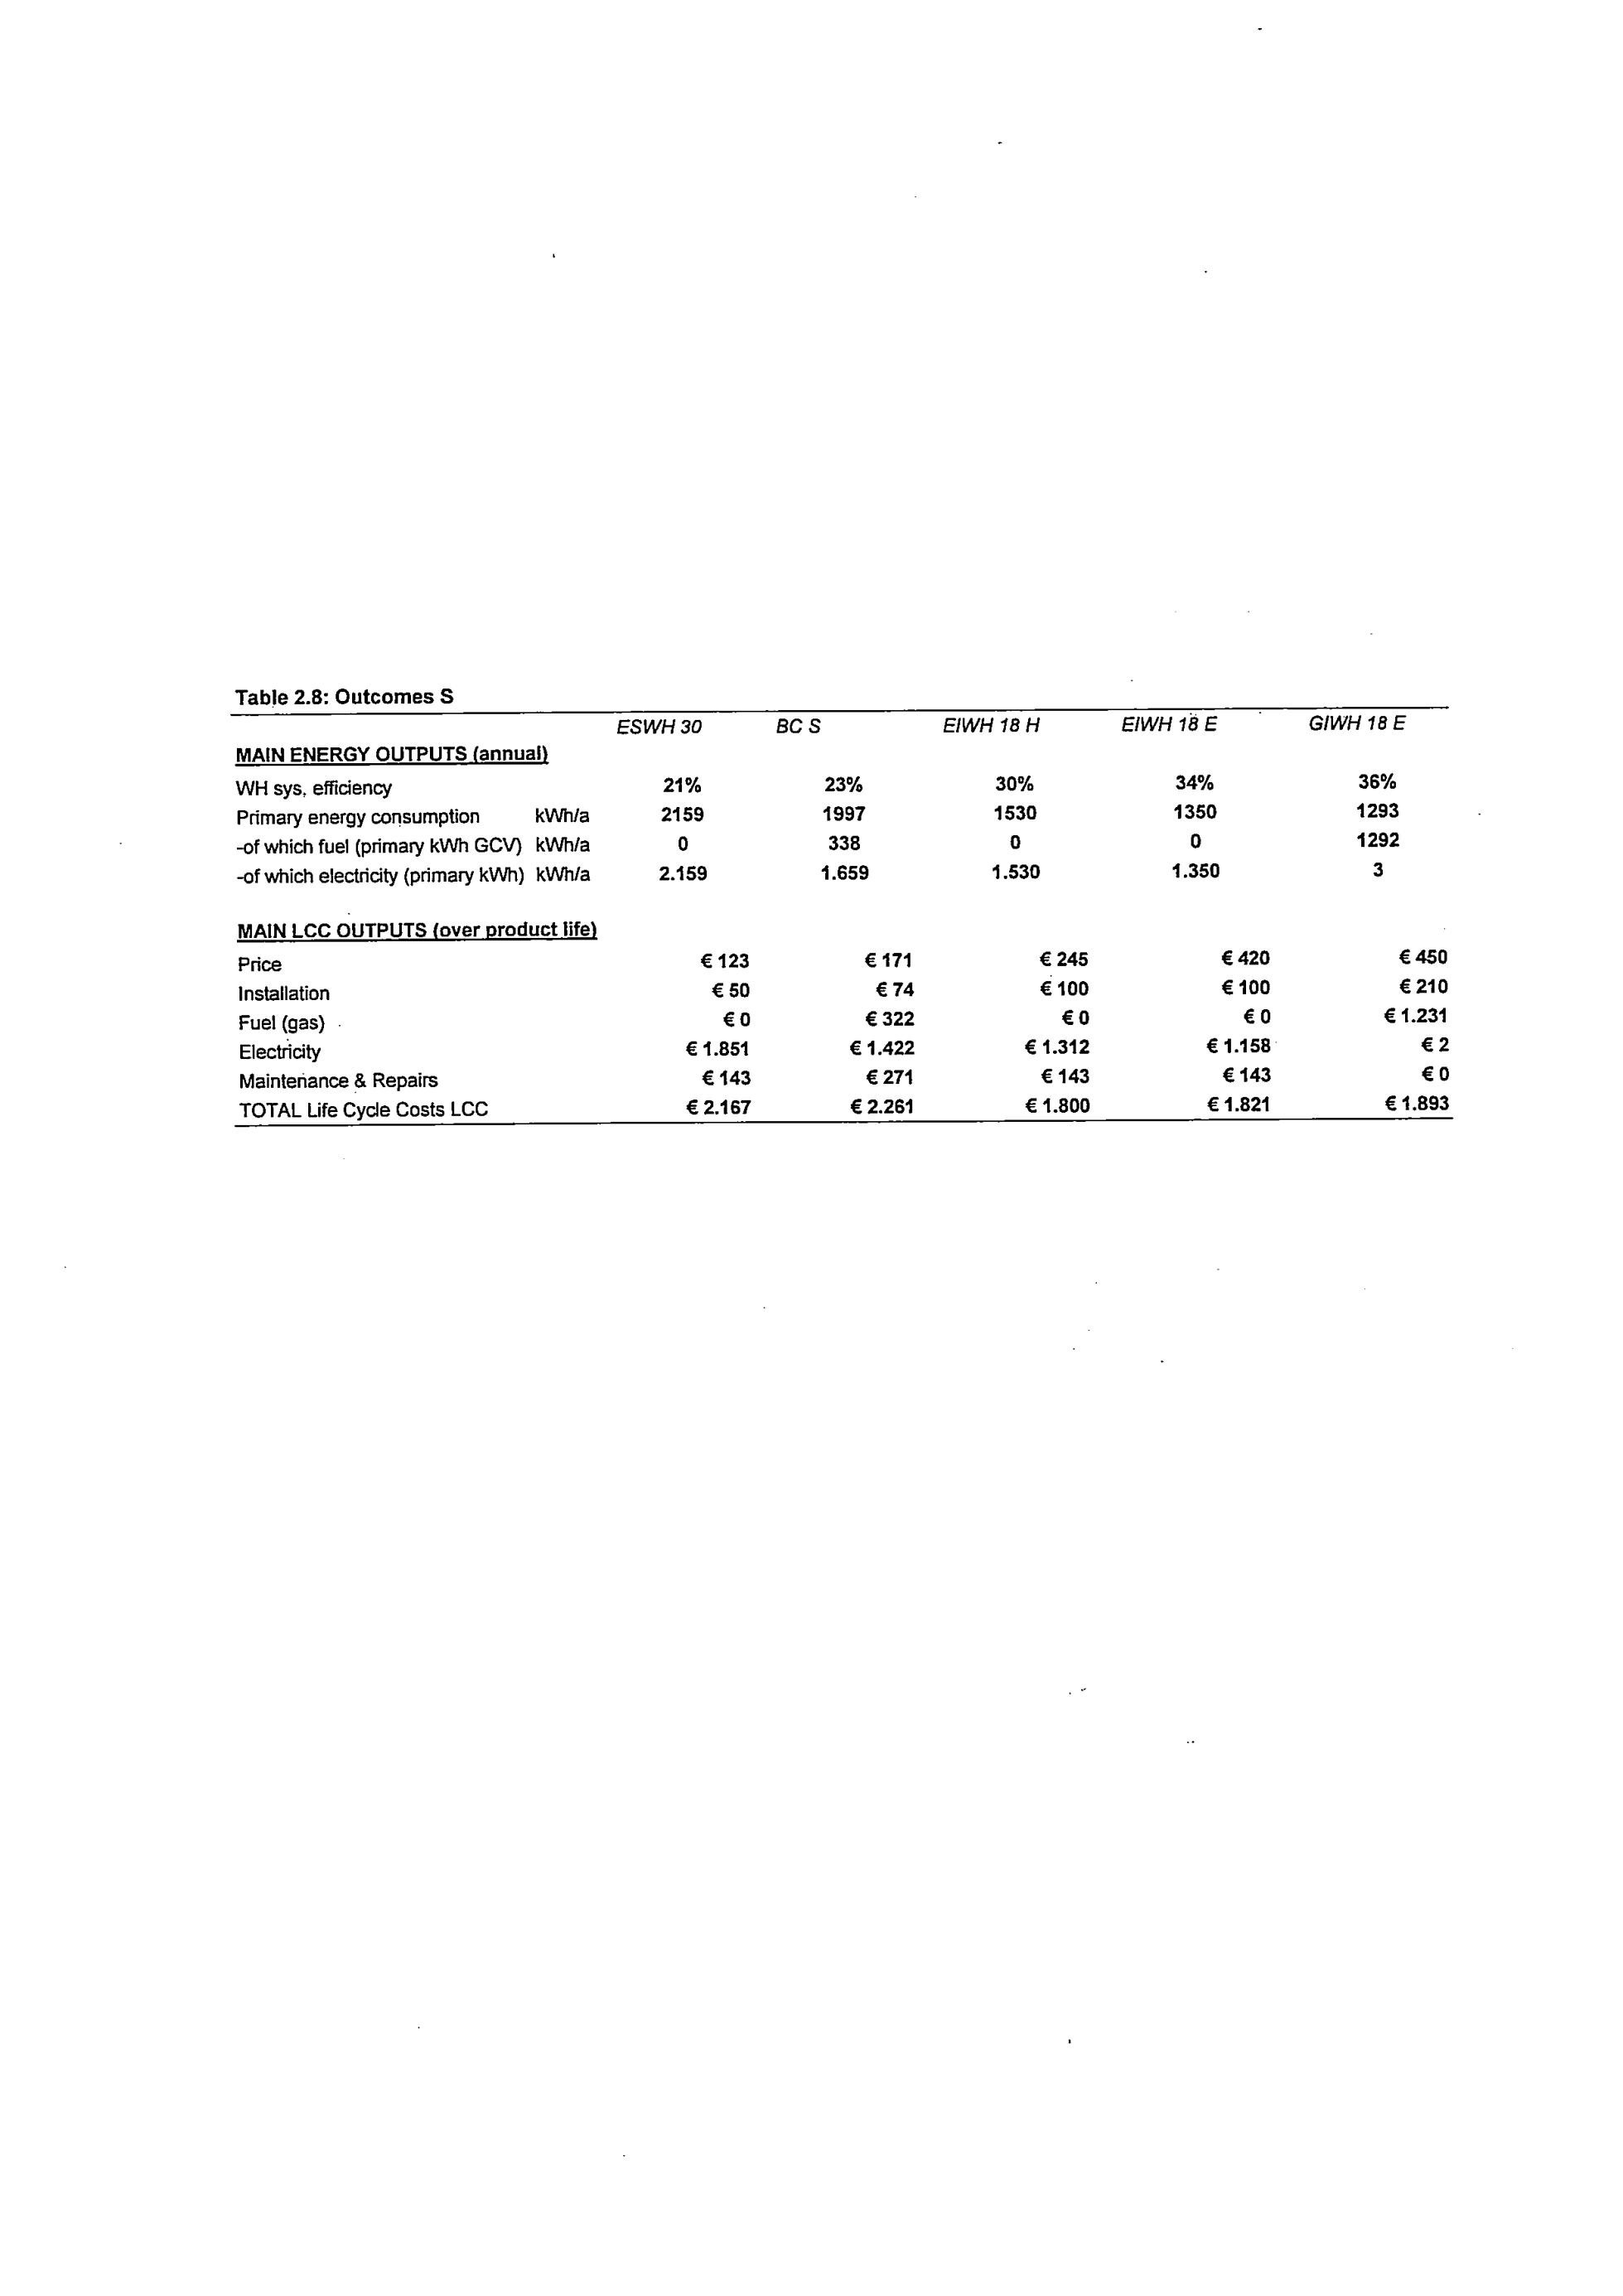 Table 2.8: Outcomes S
ESWH 30 BC S EIWH 18 H EIWH 18 E GIWH 18 E
MAIN ENERGY OUTPUTS (annual)
WH sys. efficiency 21% 23% 30% 34% 36%
Primary energy consumption kWh/a 2159 1997 1530 1350 1293
-of which fuel (primary kWh GCV) kWh/a 0 338 0 0 1292
-of which electricity (primary kWh) kWh/a 2.159 1.659 1.530 1.350 3
MAIN LCC OUTPUTS (over product life)
Price € 123 € 171 € 245 € 420 € 450
Installation € 50 € 74 € 100 € 100 € 210
Fuel (gas) € 0 € 322 € 0 € 0 € 1.231
Electricity € 1.851 € 1.422 € 1.312 € 1.158 € 2
Maintenance & Repairs € 143 € 271 € 143 € 143 € 0
TOTAL Life Cycle Costs LCC € 2.167 € 2.261 € 1.800 € 1.821 € 1.893